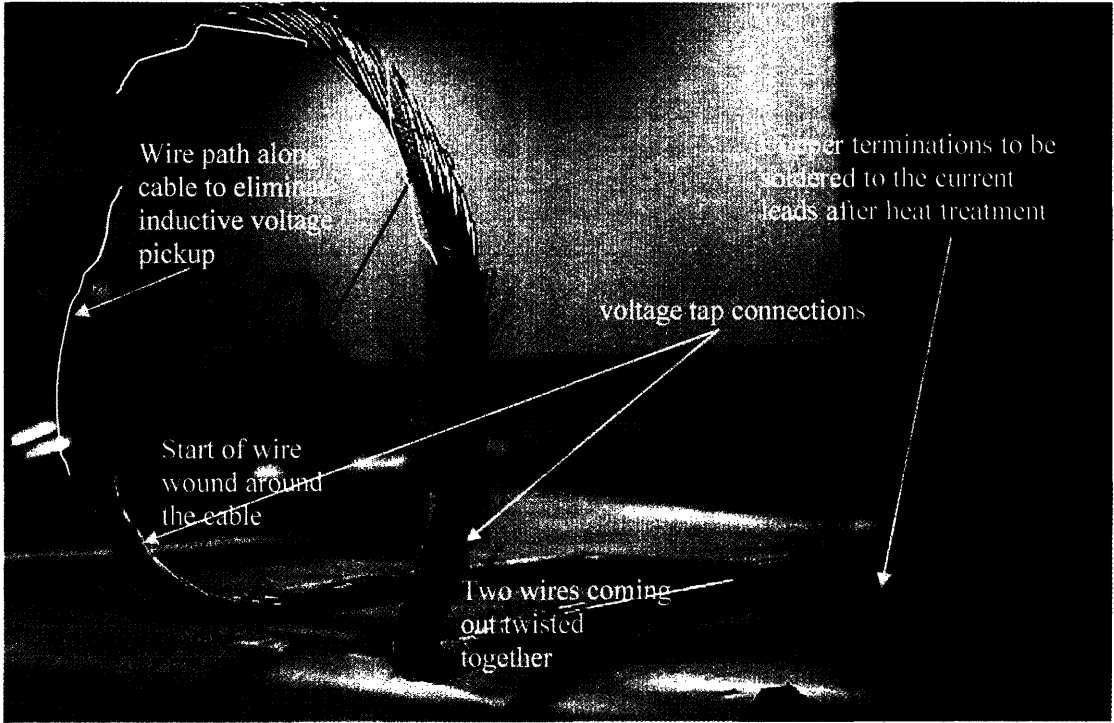 Wire path along
cable to eliminate
inductive voltage
pickup
Copper terminations to be
soldered to the current
leads after heat treatment
voltage tap connections
Start of wire
wound around
the cable
Two wires coming
out twisted
together